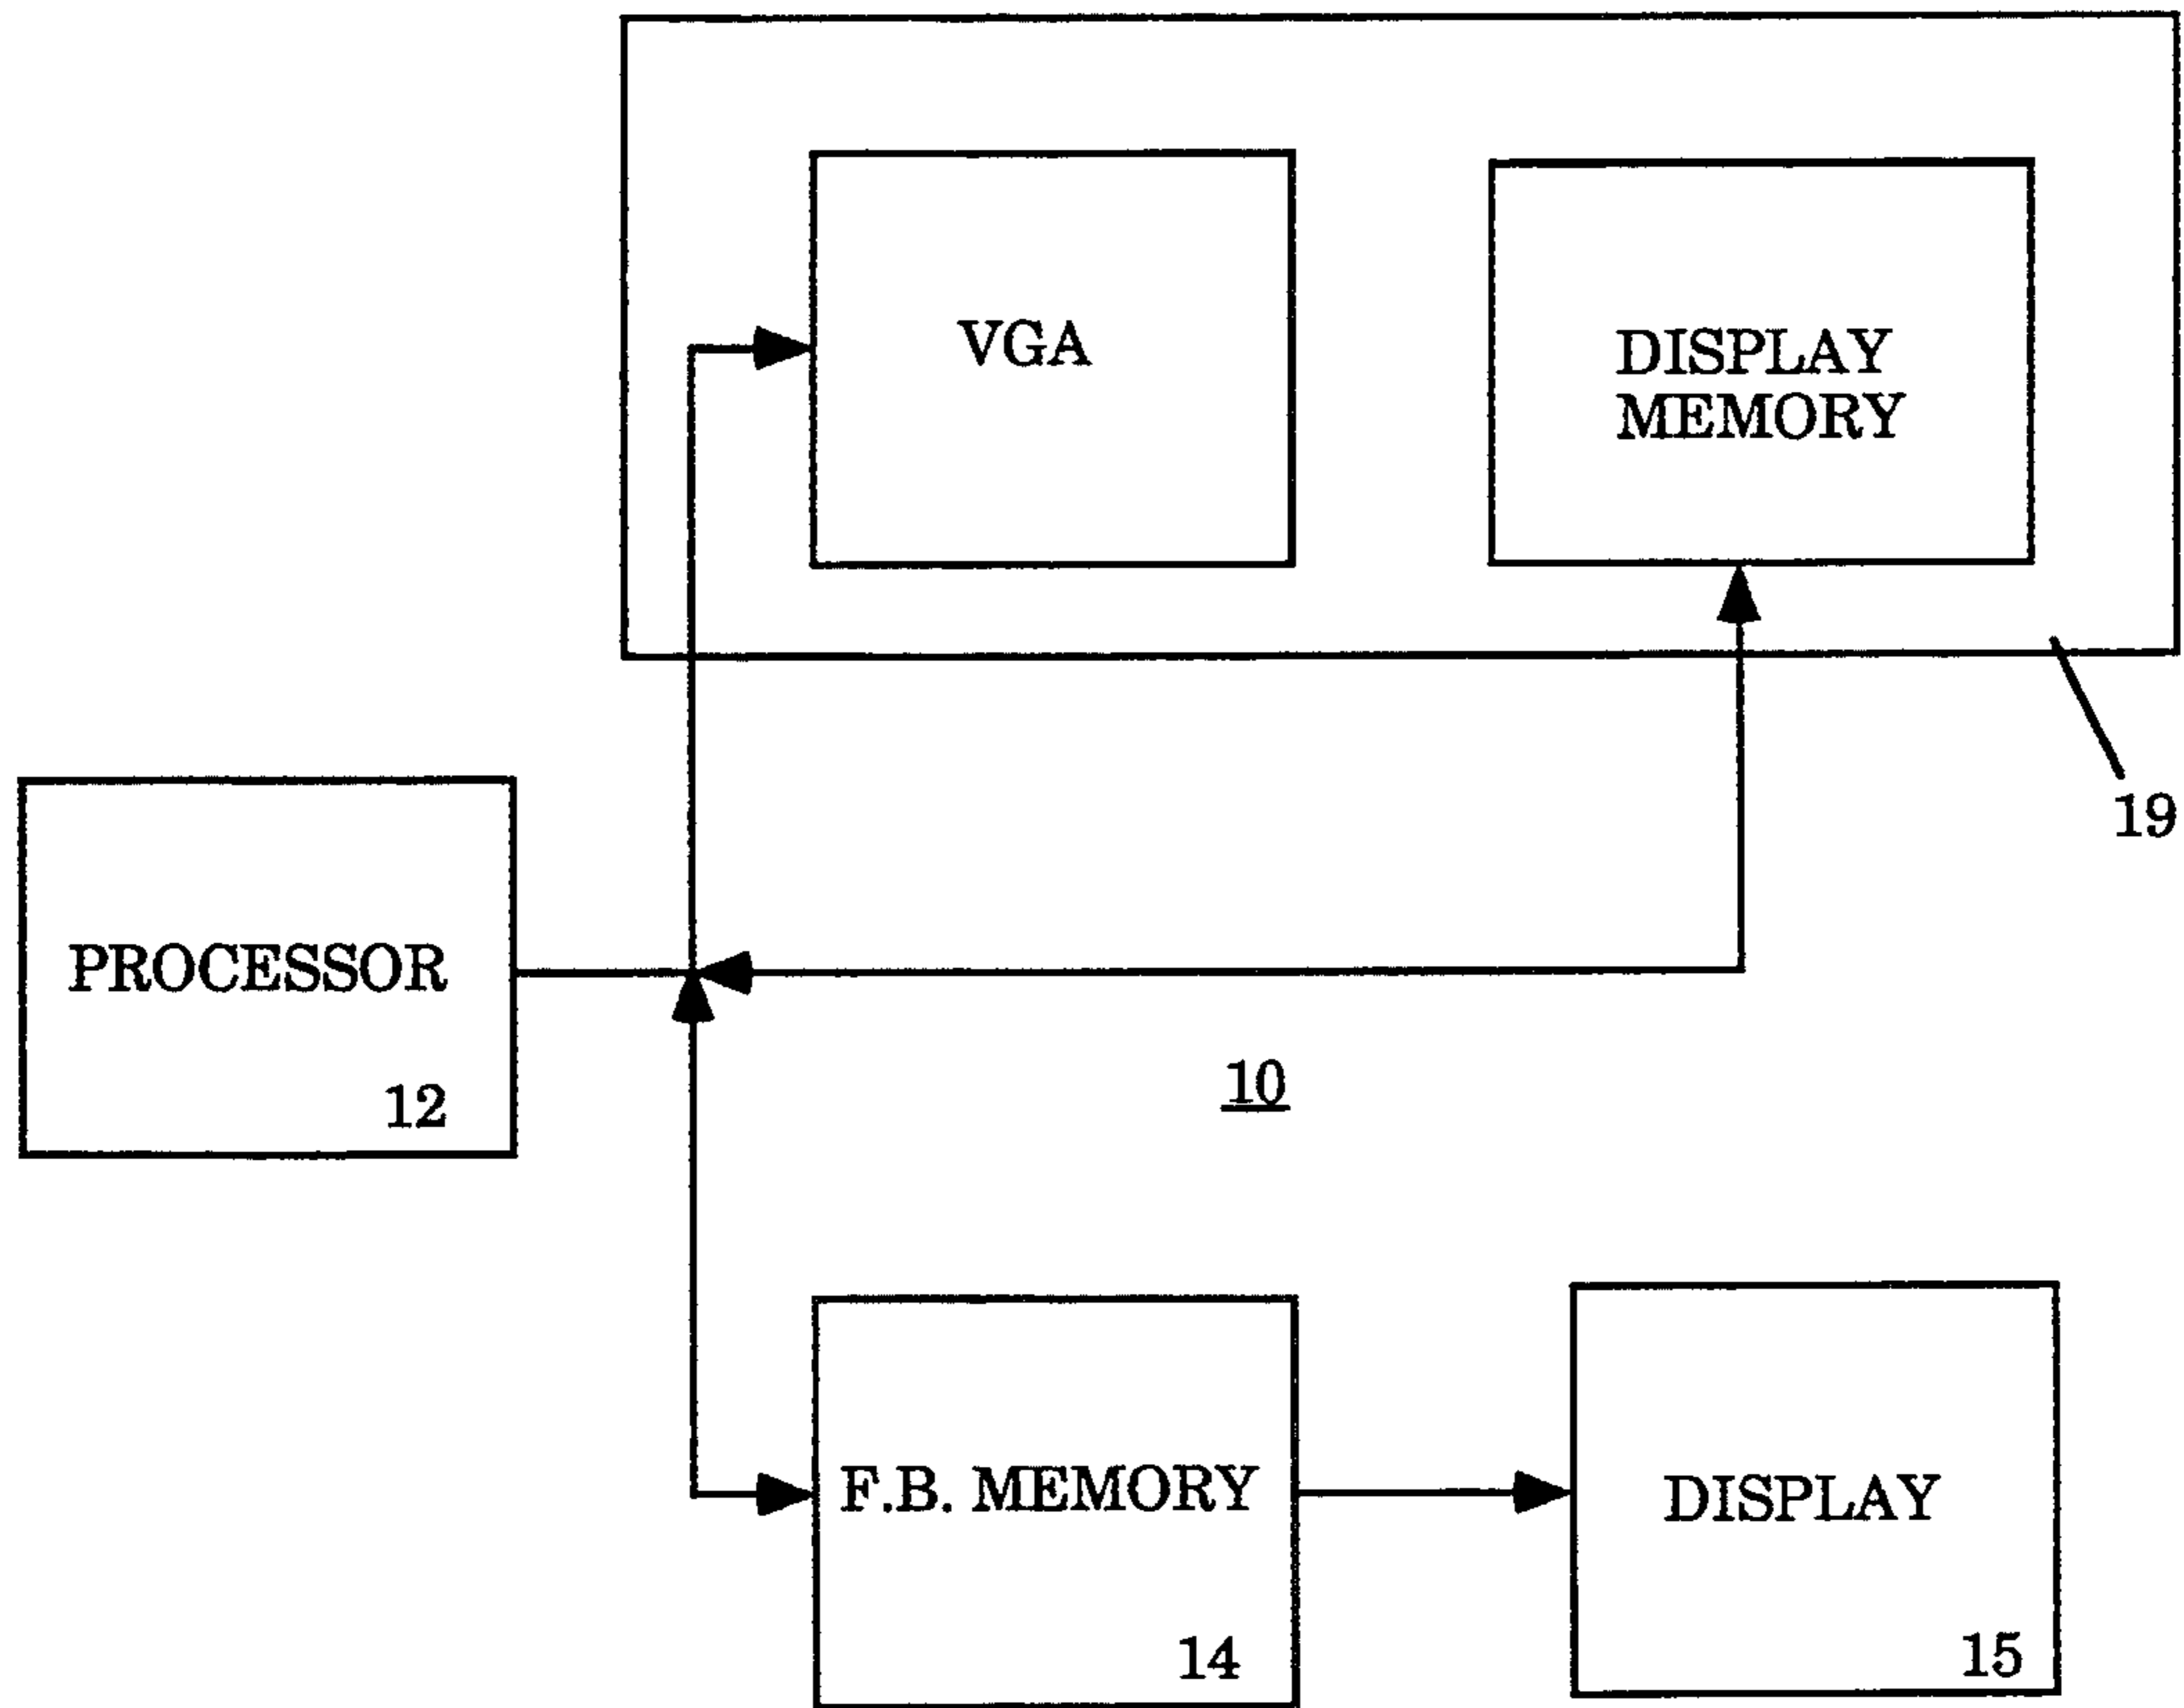 VGA
DISPLAY
MEMORY
19
PROCESSOR
12
10
F.B. MEMORY
14
DISPLAY
15